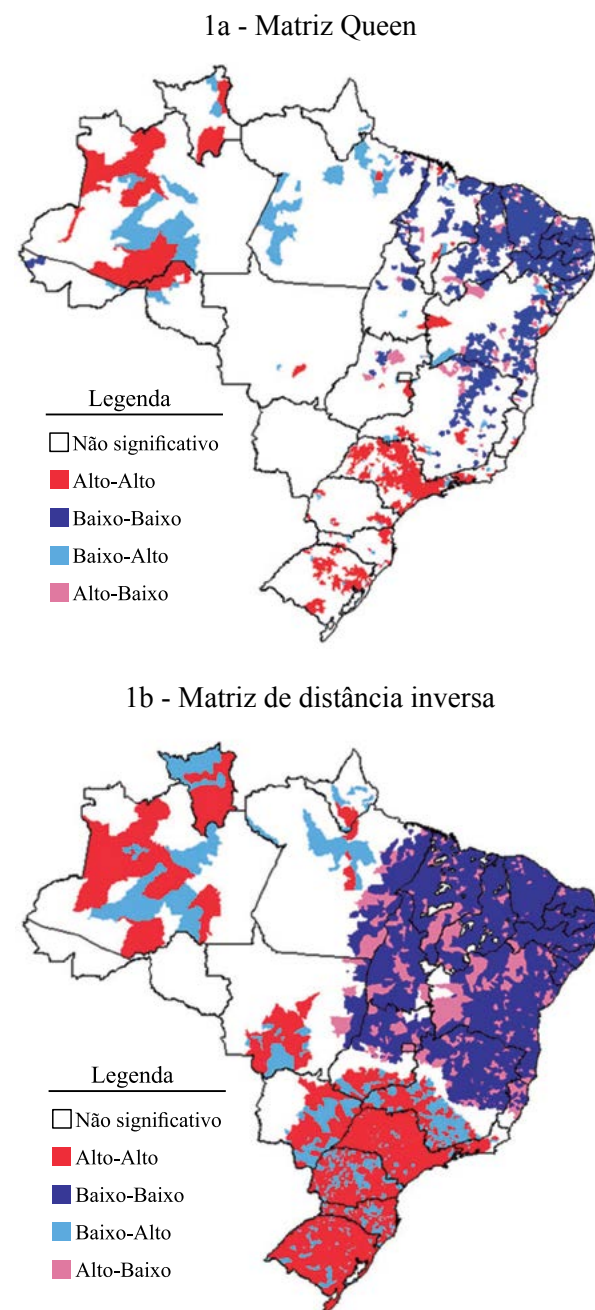 1a - Matriz Queen
Legenda
Não significativo
Alto-Alto
Baixo-Baixo
Baixo-Alto
Alto-Baixo
1b - Matriz de distância inversa
Legenda
Não significativo
Alto-Alto
Baixo-Baixo
Baixo-Alto
Alto-Baixo